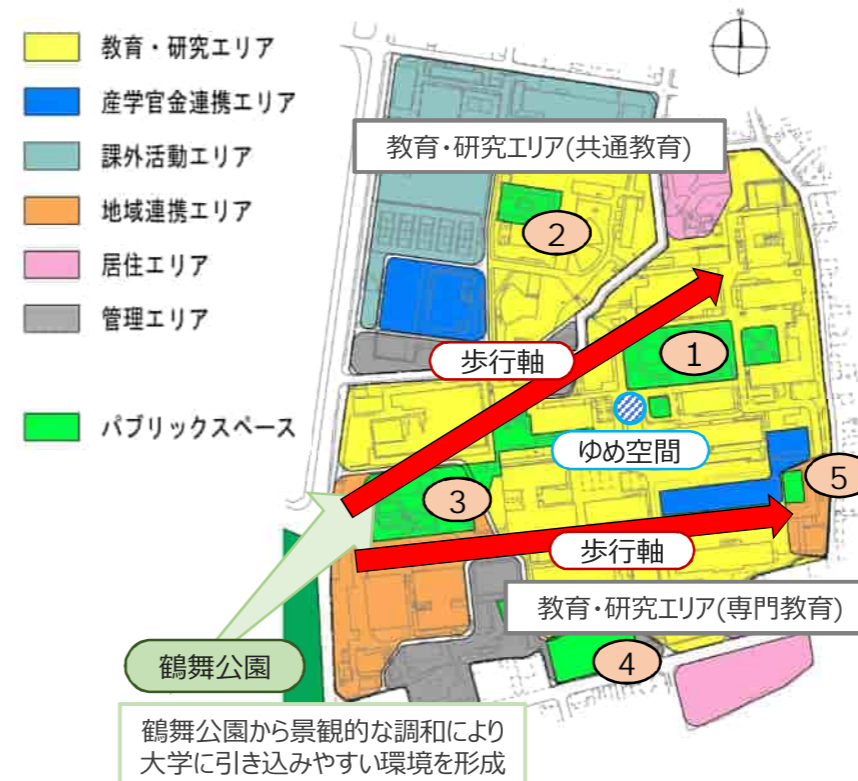 教育・研究エリア
産学官金連携エリア
課外活動エリア
地域連携エリア
居住エリア
管理エリア
パブリックスペース
N
教育・研究エリア(共通教育)
2
歩行軸
1
ゆめ空間
5
3
歩行軸
教育・研究エリア(専門教育)
4
鶴舞公園
鶴舞公園から景観的な調和により
大学に引き込みやすい環境を形成